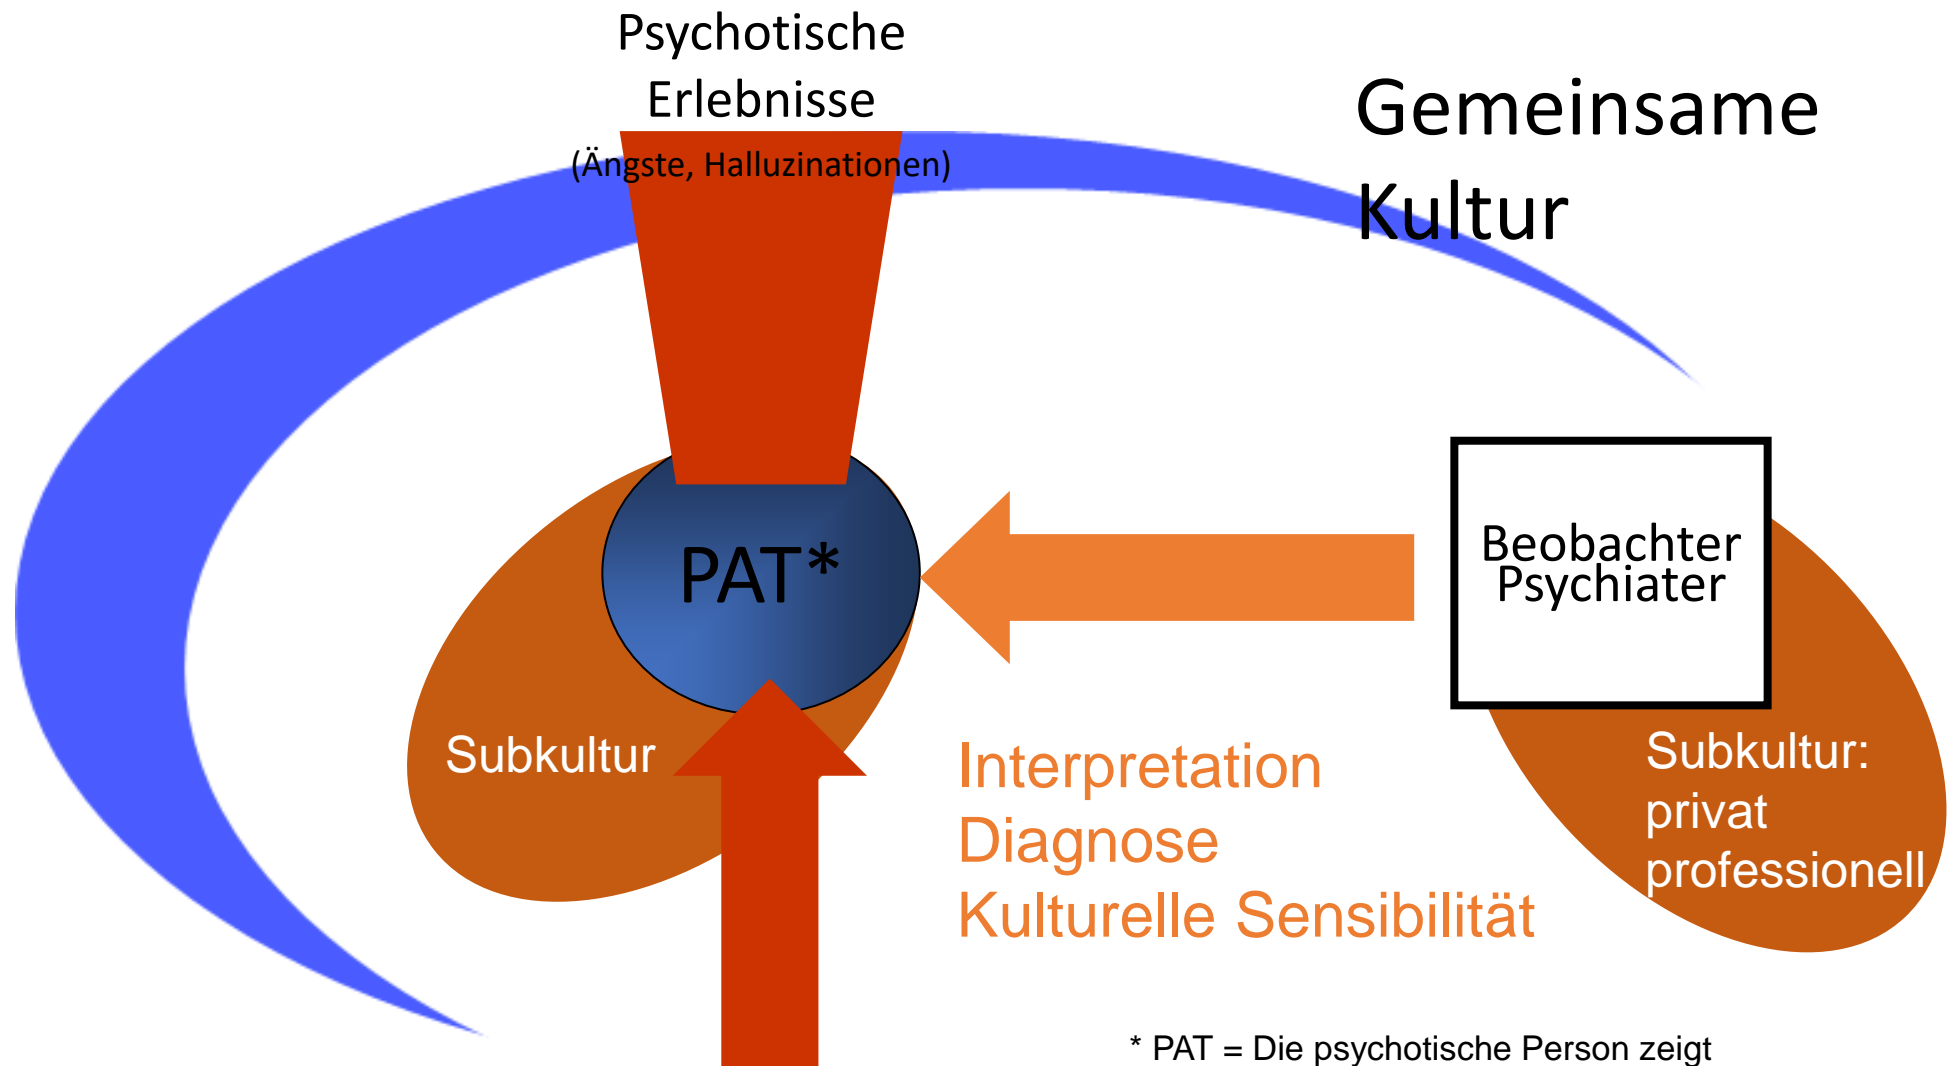 Psychotische
Erlebnisse
(Ängste, Halluzinationen)
Gemeinsame
Kultur
PAT*
Beobachter
Psychiater
Subkultur
Interpretation
Diagnose
Kulturelle Sensibilität
Subkultur:
privat
professionell
* PAT = Die psychotische Person zeigt